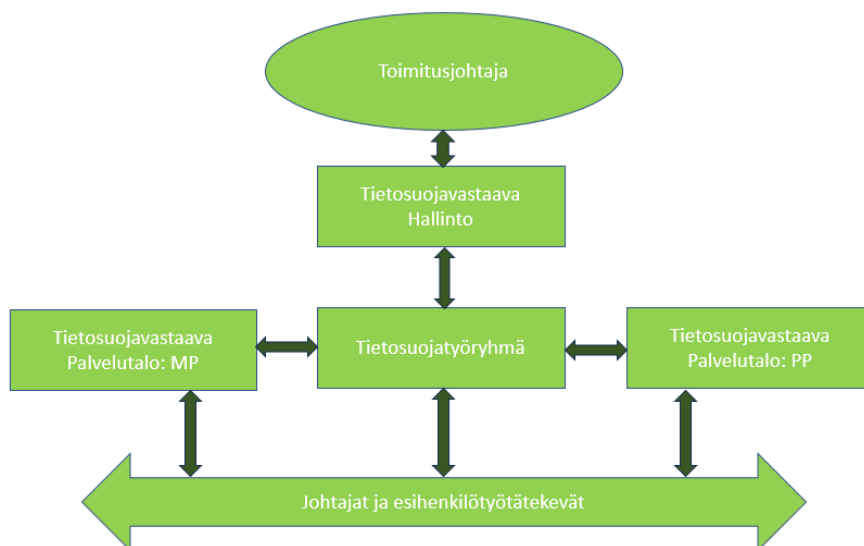 Toimitusjohtaja
Tietosuojavastaava
Hallinto
Tietosuojavastaava
Palvelutalo: MP
Tietosuojatyöryhmä
Tietosuojavastaava
Palvelutalo: PP
Johtajat ja esihenkilötyötätekevät